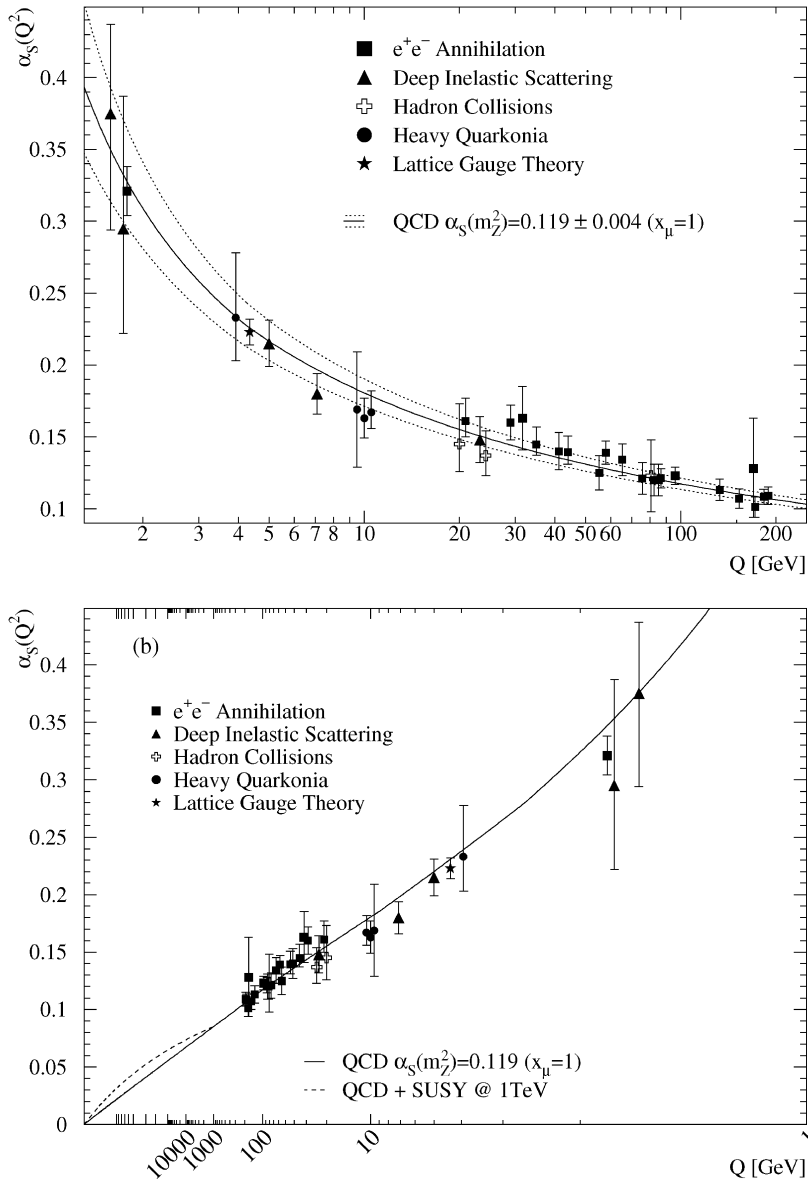 α_S(Q²)
0.4
0.35
0.3
0.25
0.2
0.15
0.1
e⁺e⁻ Annihilation
Deep Inelastic Scattering
Hadron Collisions
Heavy Quarkonia
Lattice Gauge Theory
QCD α_S(m_Z²)=0.119 ± 0.004 (x_μ=1)
2 3 4 5 6 7 8 10 20 30 40 50 60 100 200
Q [GeV]
α_S(Q²)
(b)
0.4
0.35
0.3
0.25
0.2
0.15
0.1
0.05
0
e⁺e⁻ Annihilation
Deep Inelastic Scattering
Hadron Collisions
Heavy Quarkonia
Lattice Gauge Theory
QCD α_S(m_Z²)=0.119 (x_μ=1)
QCD + SUSY @ 1TeV
10000 1000 100 10 1
Q [GeV]